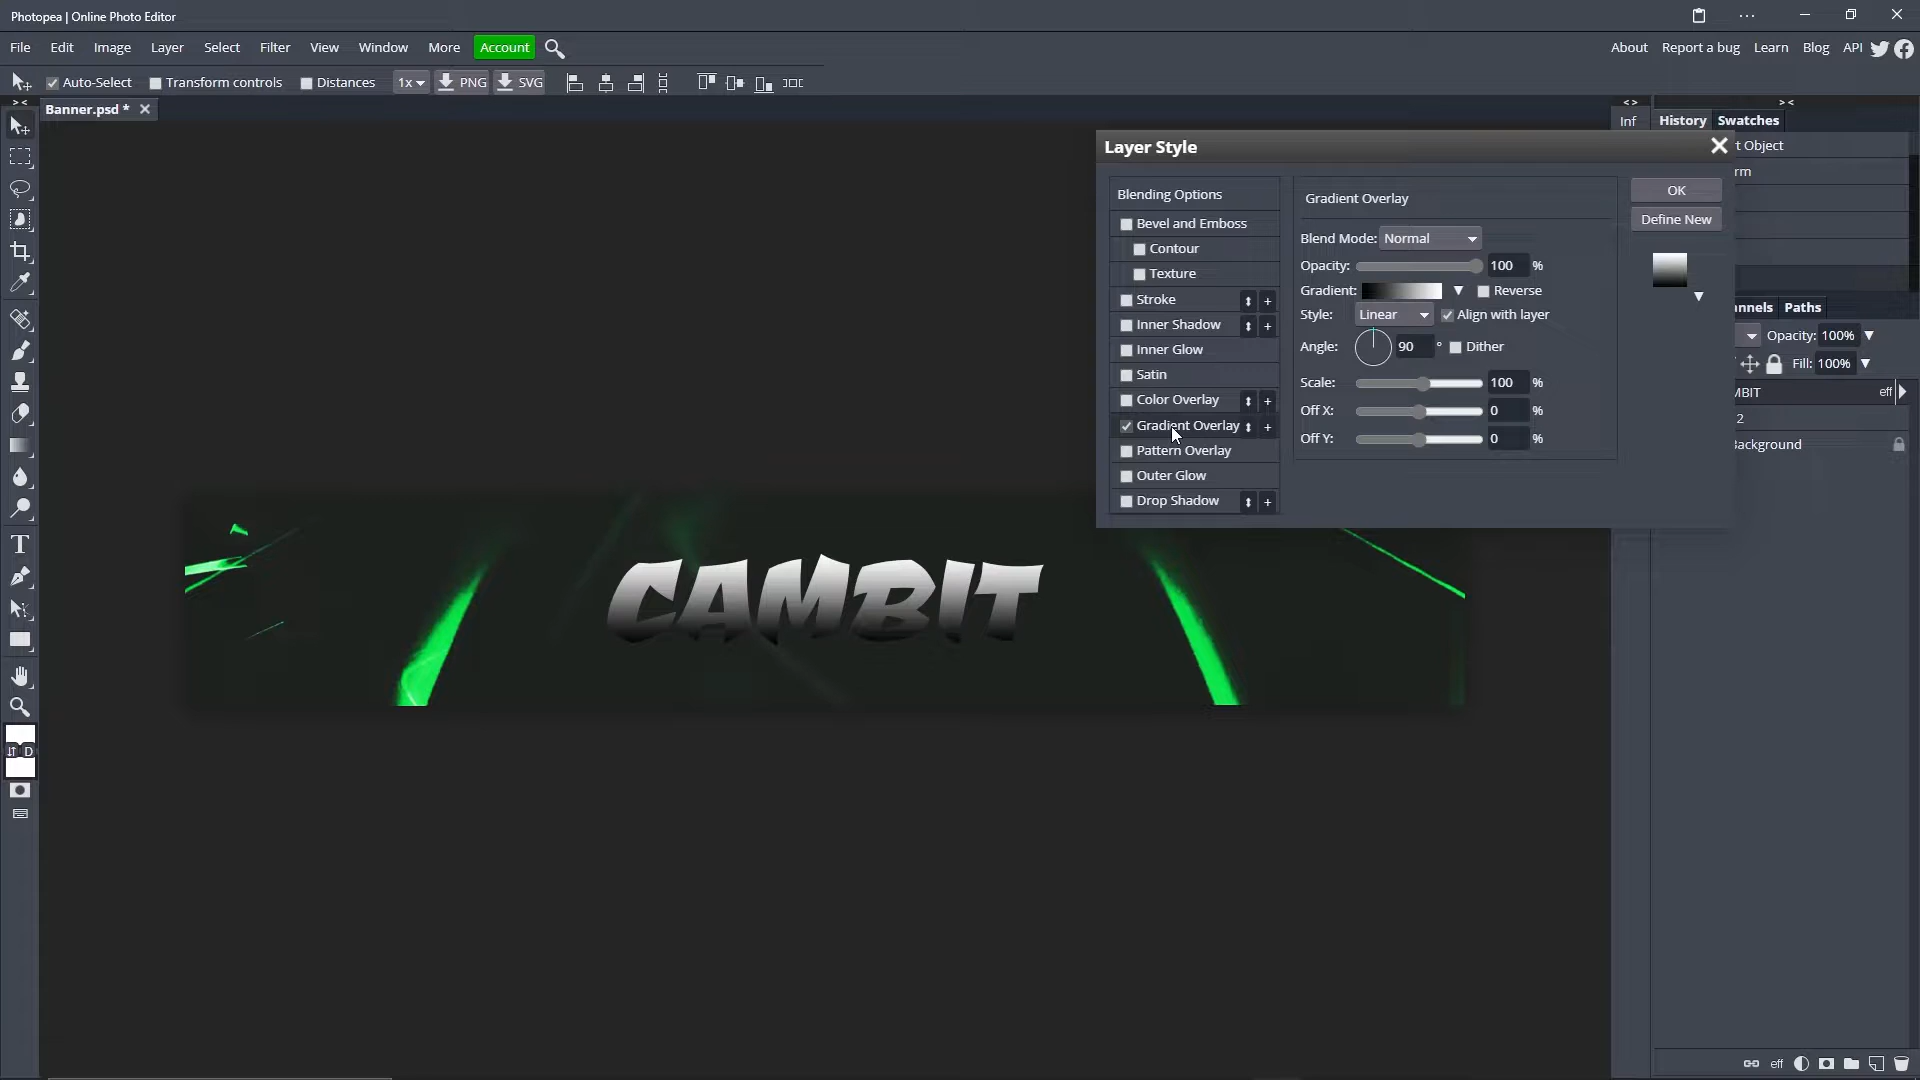 Photopea | Online Photo Editor
File Edit Image Layer Select Filter View Window More Account
About Report a bug Learn Blog API
Auto-Select Transform controls Distances 1x PNG SVG
Banner.psd *
Inf History Swatches
Layer Style
t Object
rm
Blending Options
Bevel and Emboss
Contour
Texture
Stroke
Inner Shadow
Inner Glow
Satin
Color Overlay
Gradient Overlay
Pattern Overlay
Outer Glow
Drop Shadow
Gradient Overlay
Blend Mode: Normal
Opacity: 100 %
Gradient: Reverse
Style: Linear Align with layer
Angle: 90 ° Dither
Scale: 100 %
Off X: 0 %
Off Y: 0 %
OK
Define New
annels Paths
Opacity: 100%
Fill: 100%
MBIT eff
2
Background
CAMBIT
D
eff